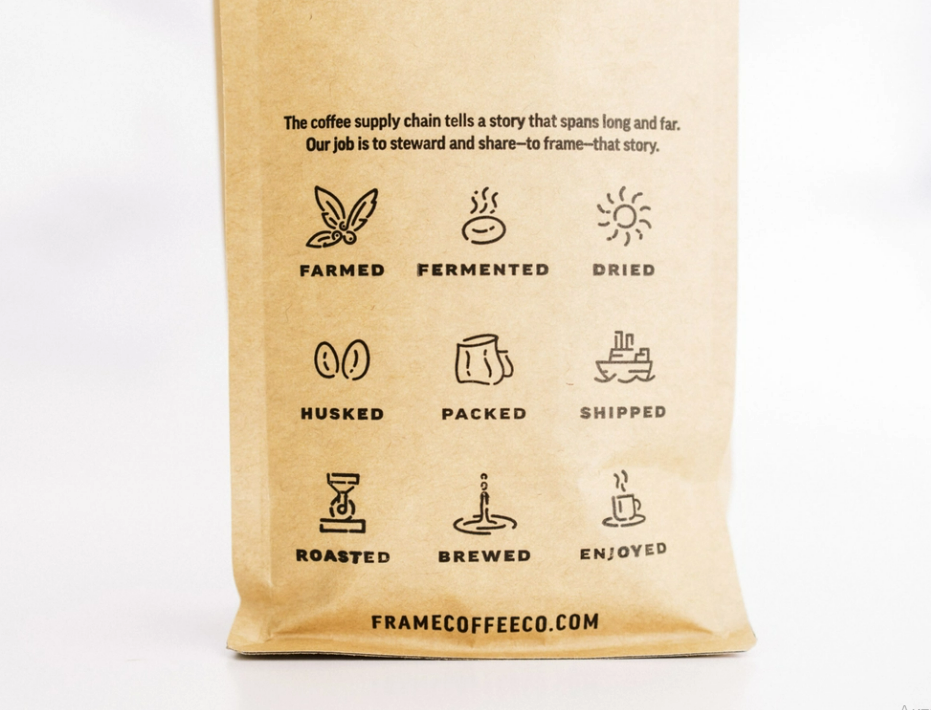 The coffee supply chain tells a story that spans long and far.
Our job is to steward and share—to frame—that story.
FARMED FERMENTED DRIED
HUSKED PACKED SHIPPED
ROASTED BREWED ENJOYED
FRAMECOFFEECO.COM